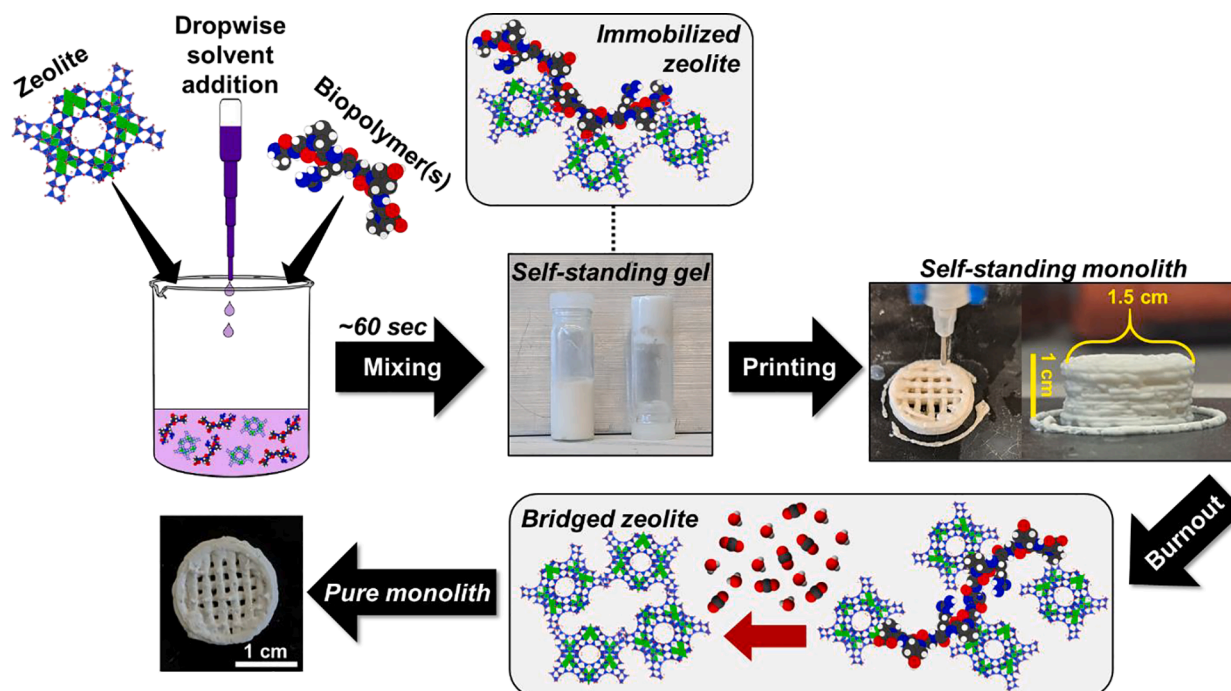 Zeolite
Dropwise
solvent
addition
Biopolymer(s)
Immobilized
zeolite
~60 sec
Mixing
Self-standing gel
Printing
Self-standing monolith
1.5 cm
1 cm
Burnout
Bridged zeolite
Pure monolith
1 cm